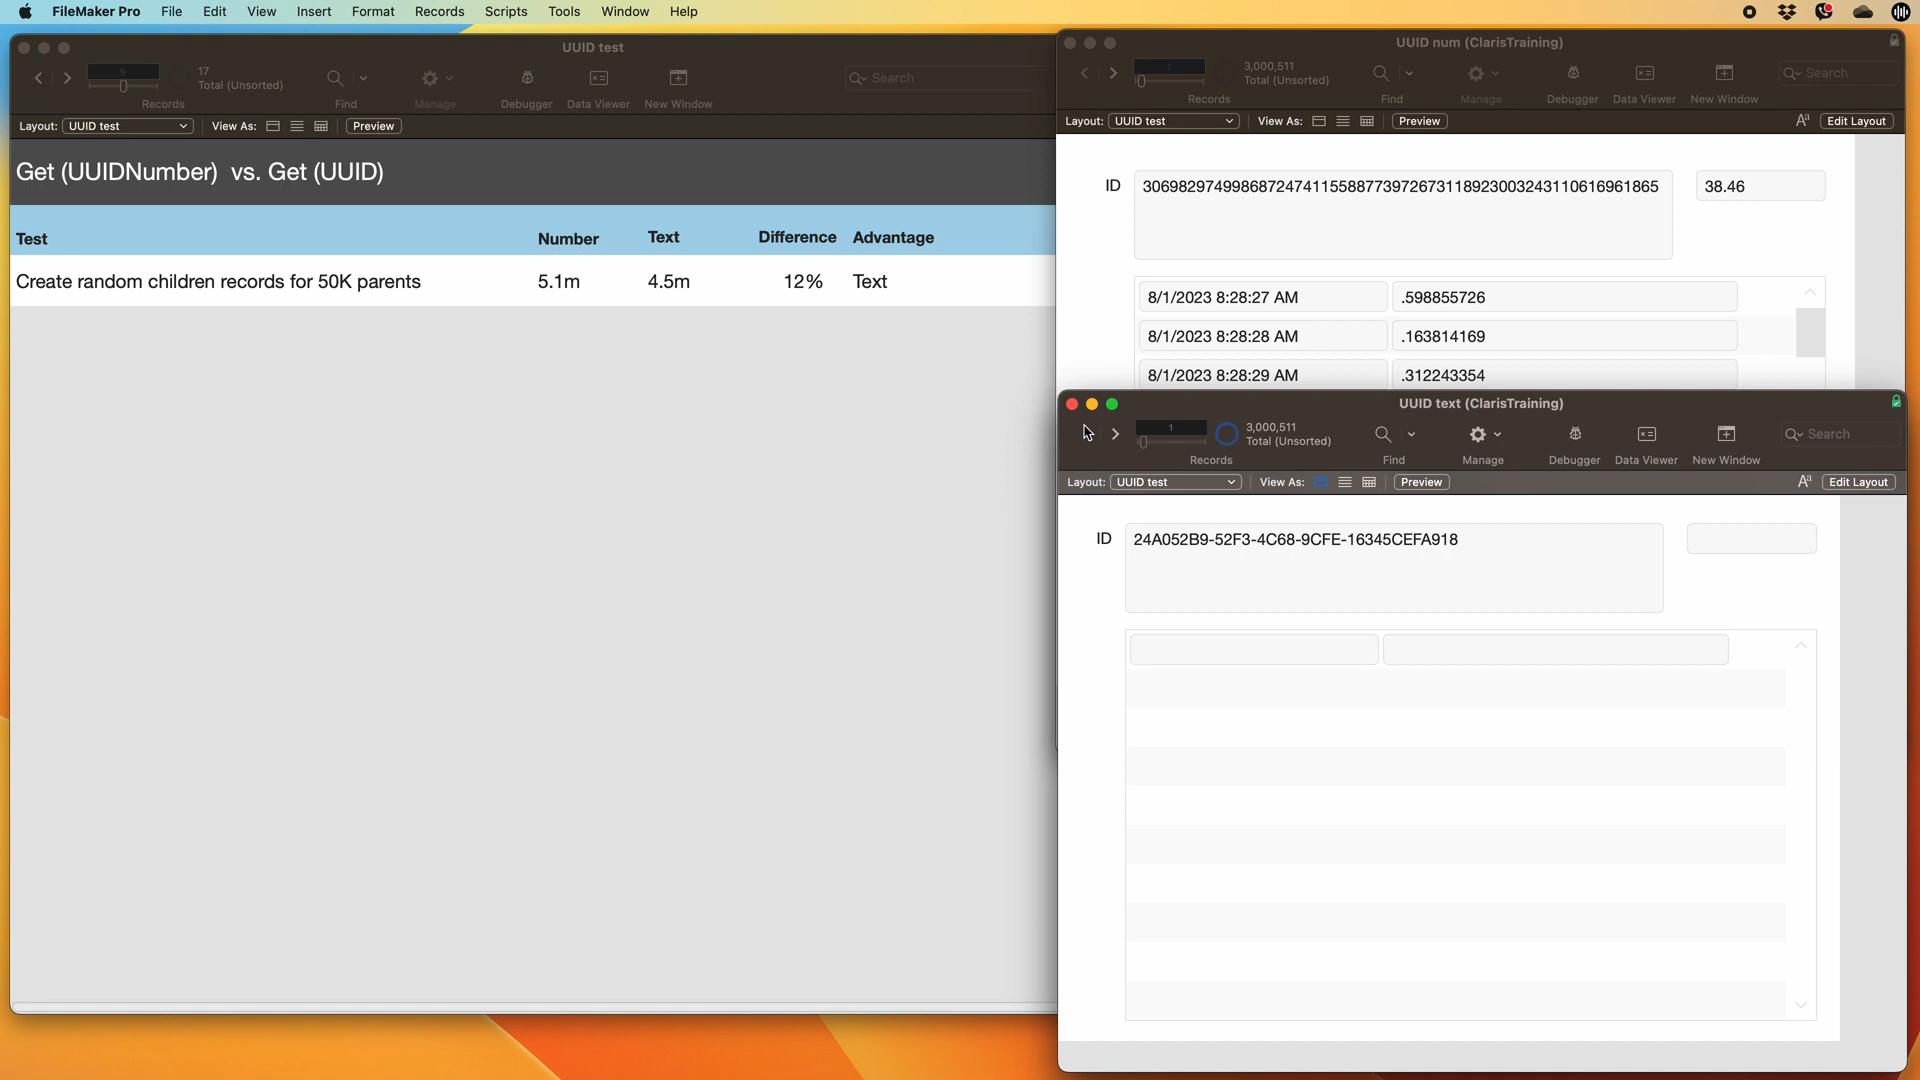 FileMaker Pro File Edit View Insert Format Records Scripts Tools Window Help
UUID test
9
17
Total (Unsorted)
Search
Records Find Manage Debugger Data Viewer New Window
Layout: UUID test View As: Preview
Get (UUIDNumber) vs. Get (UUID)
Test Number Text Difference Advantage
Create random children records for 50K parents 5.1m 4.5m 12% Text
UUID num (ClarisTraining)
1
3,000,511
Total (Unsorted)
Search
Records Find Manage Debugger Data Viewer New Window
Layout: UUID test View As: Preview Aa Edit Layout
ID 3069829749986872474115588773972673118923003243110616961865 38.46
8/1/2023 8:28:27 AM .598855726
8/1/2023 8:28:28 AM .163814169
8/1/2023 8:28:29 AM .312243354
UUID text (ClarisTraining)
1
3,000,511
Total (Unsorted)
Search
Records Find Manage Debugger Data Viewer New Window
Layout: UUID test View As: Preview Aa Edit Layout
ID 24A052B9-52F3-4C68-9CFE-16345CEFA918